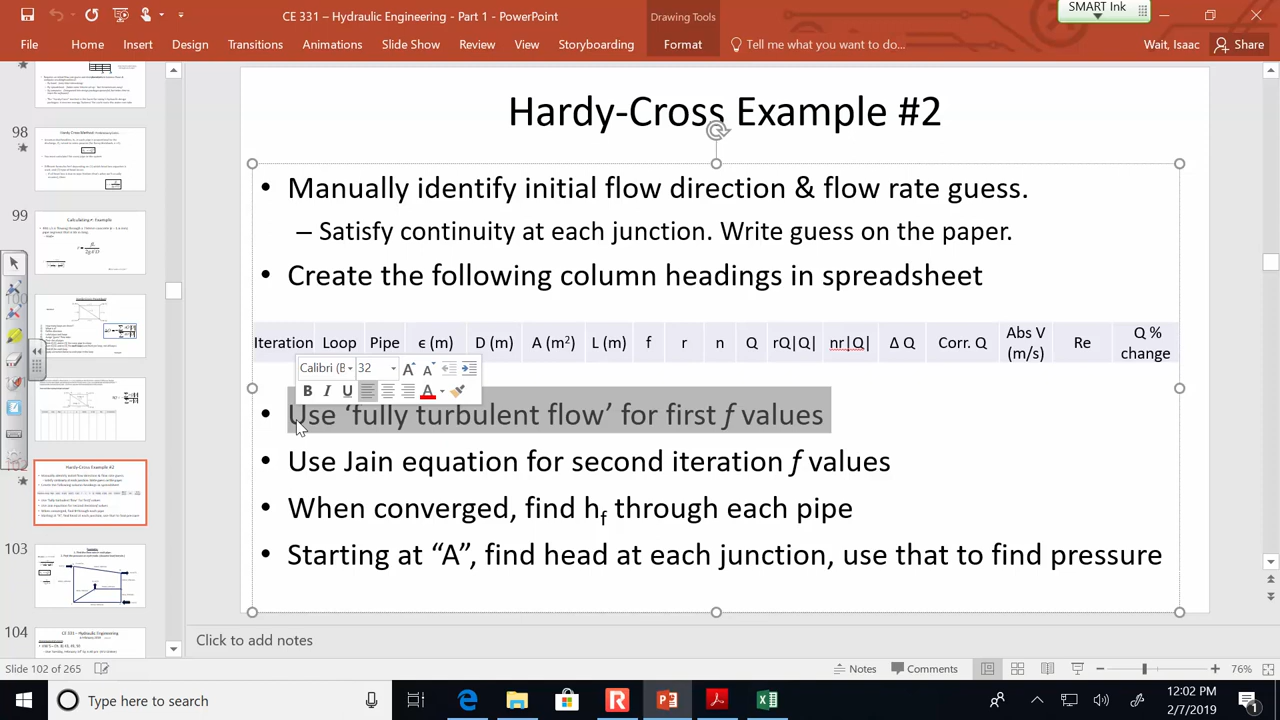 CE 331 – Hydraulic Engineering - Part 1 - PowerPoint
Drawing Tools
SMART Ink
File Home Insert Design Transitions Animations Slide Show Review View Storyboarding Format Tell me what you want to do... Wait, Isaac Share
98
99
103
104
Hardy-Cross Example #2
• Manually identify initial flow direction & flow rate guess.
– Satisfy continuity at each junction. Write guess on the paper.
• Create the following column headings in spreadsheet
Iteration Loop Pipe ϵ (m) D (m) A (m²) L (m) f r n Q rQ|Q| nr|Q| Δ Q Corr. Q Abs V (m/s) Re Q % change
Calibri (B 32
B I U A
• Use ‘fully turbulent flow’ for first f values
• Use Jain equation for second iteration f values
• When converged, find hf through each pipe
• Starting at “A”, find head at each junction, use that to find pressure
Click to add notes
Slide 102 of 265 Notes Comments 76%
Type here to search
12:02 PM
2/7/2019